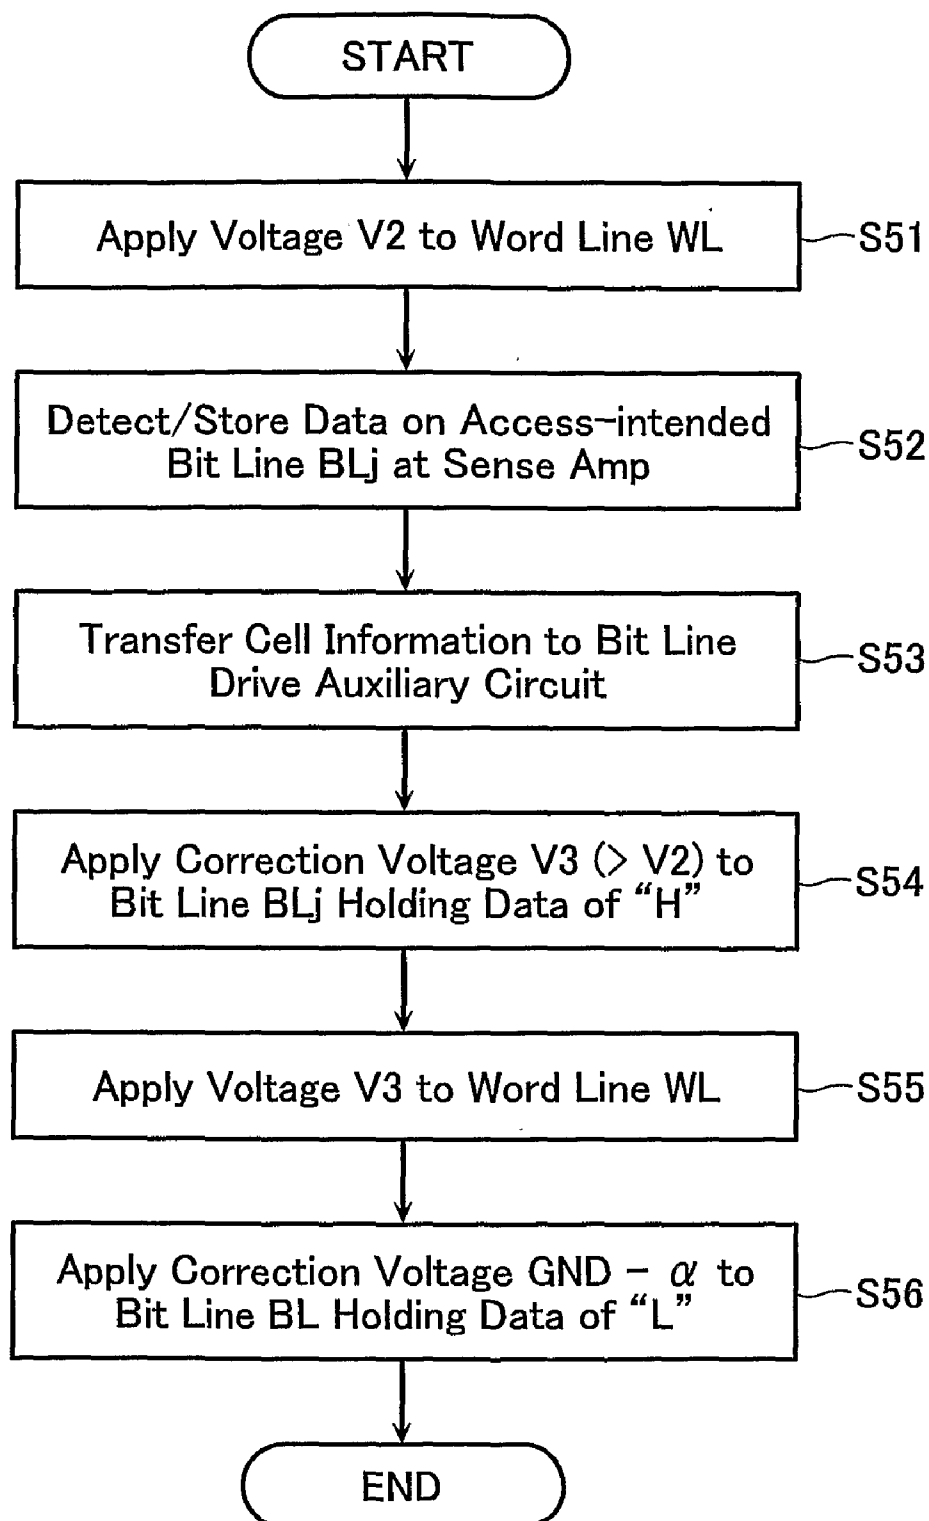 START
Apply Voltage V2 to Word Line WL
S51
Detect/Store Data on Access-intended
Bit Line BLj at Sense Amp
S52
Transfer Cell Information to Bit Line
Drive Auxiliary Circuit
S53
Apply Correction Voltage V3 (> V2) to
Bit Line BLj Holding Data of “H”
S54
Apply Voltage V3 to Word Line WL
S55
Apply Correction Voltage GND - α to
Bit Line BL Holding Data of “L”
S56
END